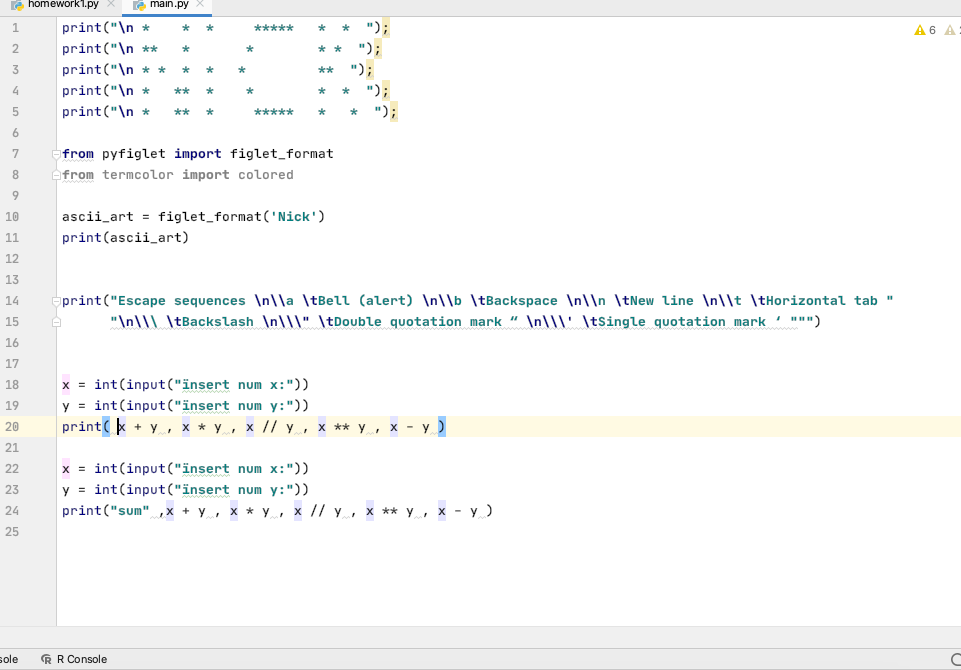 homework1.py × main.py ×
1 print("\n *    *  *     *****   *  *  ");
2 print("\n **   *       *        * *  ");
3 print("\n * *  *  *   *         **  ");
4 print("\n *   **  *    *        *  *  ");
5 print("\n *   **  *     *****   *   *  ");
6
7 from pyfiglet import figlet_format
8 from termcolor import colored
9
10 ascii_art = figlet_format('Nick')
11 print(ascii_art)
12
13
14 print("Escape sequences \n\\a \tBell (alert) \n\\b \tBackspace \n\\n \tNew line \n\\t \tHorizontal tab "
15 "\n\\\ \tBackslash \n\\\" \tDouble quotation mark “ \n\\\' \tSingle quotation mark ‘ """)
16
17
18 x = int(input("ïnsert num x:"))
19 y = int(input("ïnsert num y:"))
20 print( x + y , x * y , x // y , x ** y , x - y )
21
22 x = int(input("ïnsert num x:"))
23 y = int(input("ïnsert num y:"))
24 print("sum" ,x + y , x * y , x // y , x ** y , x - y )
25
6
sole R Console